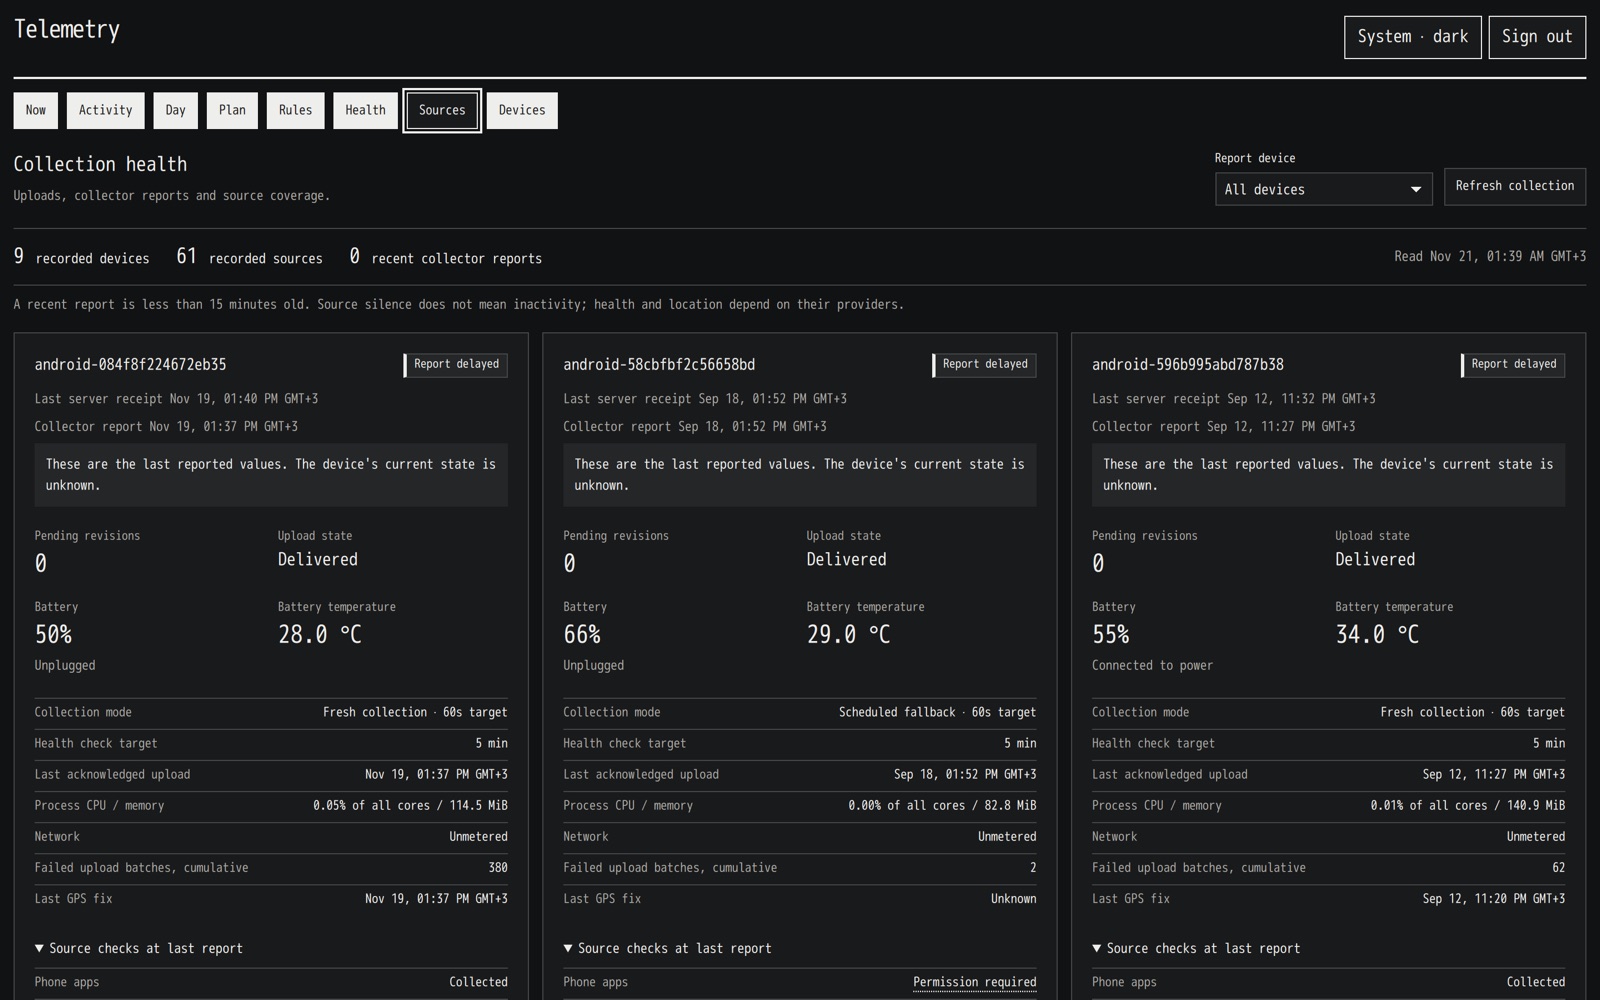 Telemetry
System · dark
Sign out
Now
Activity
Day
Plan
Rules
Health
Sources
Devices
Collection health
Uploads, collector reports and source coverage.
Report device
All devices
Refresh collection
9 recorded devices
61 recorded sources
0 recent collector reports
Read Nov 21, 01:39 AM GMT+3
A recent report is less than 15 minutes old. Source silence does not mean inactivity; health and location depend on their providers.
android-084f8f224672eb35
Report delayed
Last server receipt Nov 19, 01:40 PM GMT+3
Collector report Nov 19, 01:37 PM GMT+3
These are the last reported values. The device's current state is
unknown.
Pending revisions
0
Upload state
Delivered
Battery
50%
Unplugged
Battery temperature
28.0 °C
Collection mode
Fresh collection · 60s target
Health check target
5 min
Last acknowledged upload
Nov 19, 01:37 PM GMT+3
Process CPU / memory
0.05% of all cores / 114.5 MiB
Network
Unmetered
Failed upload batches, cumulative
380
Last GPS fix
Nov 19, 01:37 PM GMT+3
Source checks at last report
Phone apps
Collected
android-58cbfbf2c56658bd
Report delayed
Last server receipt Sep 18, 01:52 PM GMT+3
Collector report Sep 18, 01:52 PM GMT+3
These are the last reported values. The device's current state is
unknown.
Pending revisions
0
Upload state
Delivered
Battery
66%
Unplugged
Battery temperature
29.0 °C
Collection mode
Scheduled fallback · 60s target
Health check target
5 min
Last acknowledged upload
Sep 18, 01:52 PM GMT+3
Process CPU / memory
0.00% of all cores / 82.8 MiB
Network
Unmetered
Failed upload batches, cumulative
2
Last GPS fix
Unknown
Source checks at last report
Phone apps
Permission required
android-596b995abd787b38
Report delayed
Last server receipt Sep 12, 11:32 PM GMT+3
Collector report Sep 12, 11:27 PM GMT+3
These are the last reported values. The device's current state is
unknown.
Pending revisions
0
Upload state
Delivered
Battery
55%
Connected to power
Battery temperature
34.0 °C
Collection mode
Fresh collection · 60s target
Health check target
5 min
Last acknowledged upload
Sep 12, 11:27 PM GMT+3
Process CPU / memory
0.01% of all cores / 140.9 MiB
Network
Unmetered
Failed upload batches, cumulative
62
Last GPS fix
Sep 12, 11:20 PM GMT+3
Source checks at last report
Phone apps
Collected